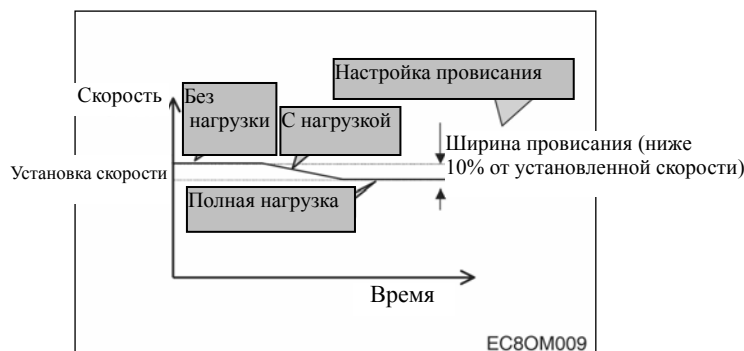 Настройка провисания
Без
нагрузки
Скорость
С нагрузкой
Ширина провисания (ниже
10% от установленной скорости)
Установка скорости
Полная нагрузка
Время
EC8OM009